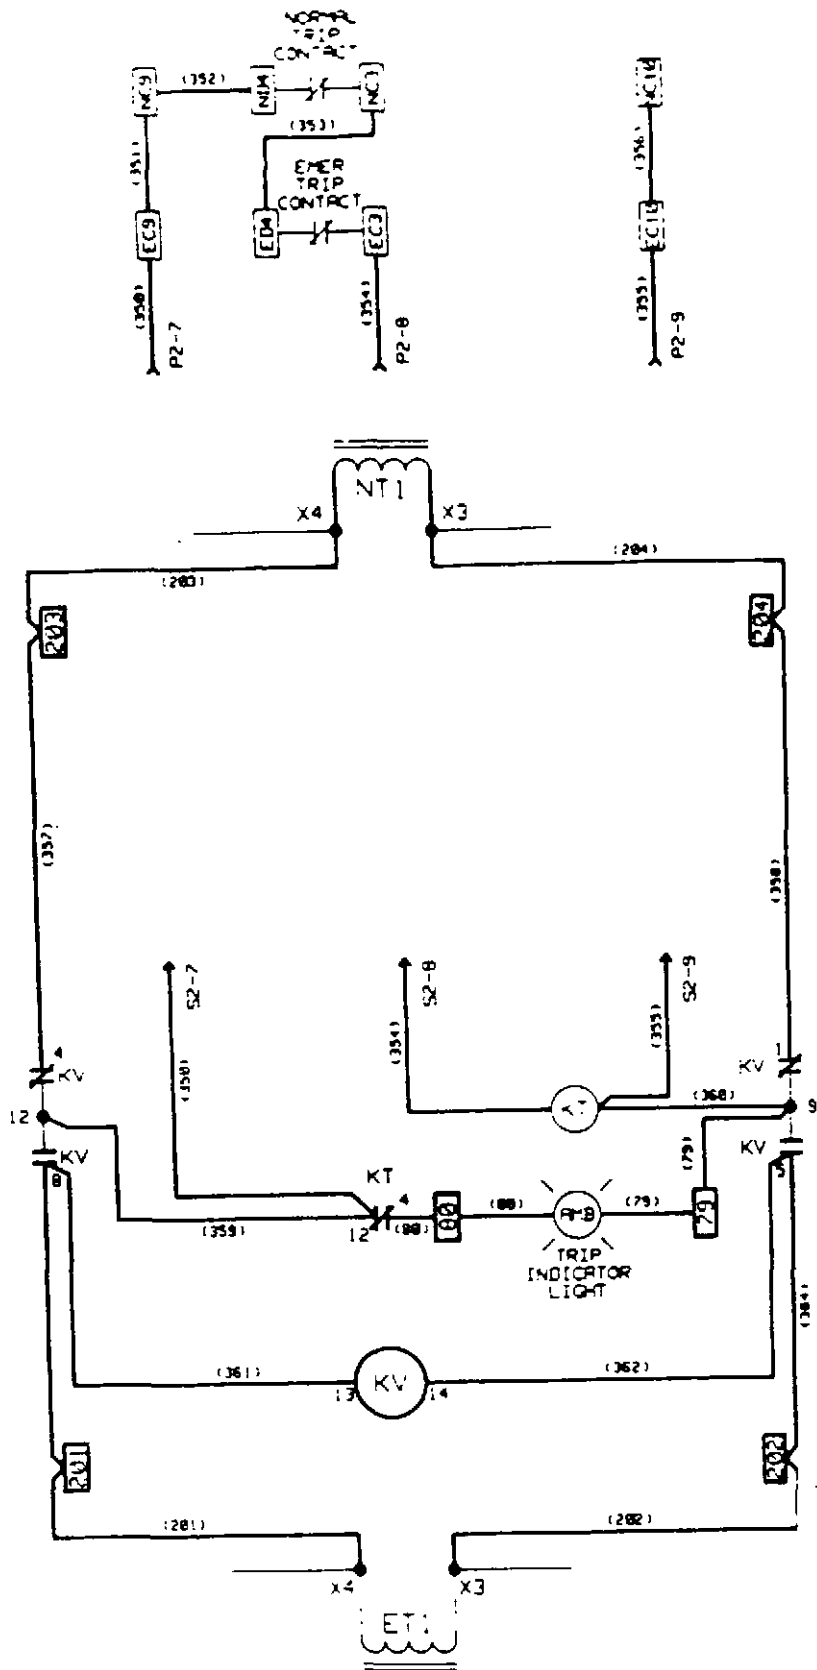 NORMAL
TRIP
CONTACT
NC9
(352)
ND4
NC3
NC10
(351)
(353)
(356)
EMER
TRIP
CONTACT
EC9
ED4
EC3
EC10
(350)
(354)
(355)
P2-7
P2-8
P2-9
NT1
X4
X3
(203)
(204)
203
204
(357)
(358)
S2-7
S2-8
S2-9
(350)
(354)
(355)
4
KV
1
KV
12
KT
(360)
9
KV
8
KV
5
(79)
KT
4
12
(359)
(80)
80
(80)
AMB
(79)
79
TRIP
INDICATOR
LIGHT
(364)
(361)
13
KV
14
(362)
201
202
(201)
(202)
X4
X3
ET1